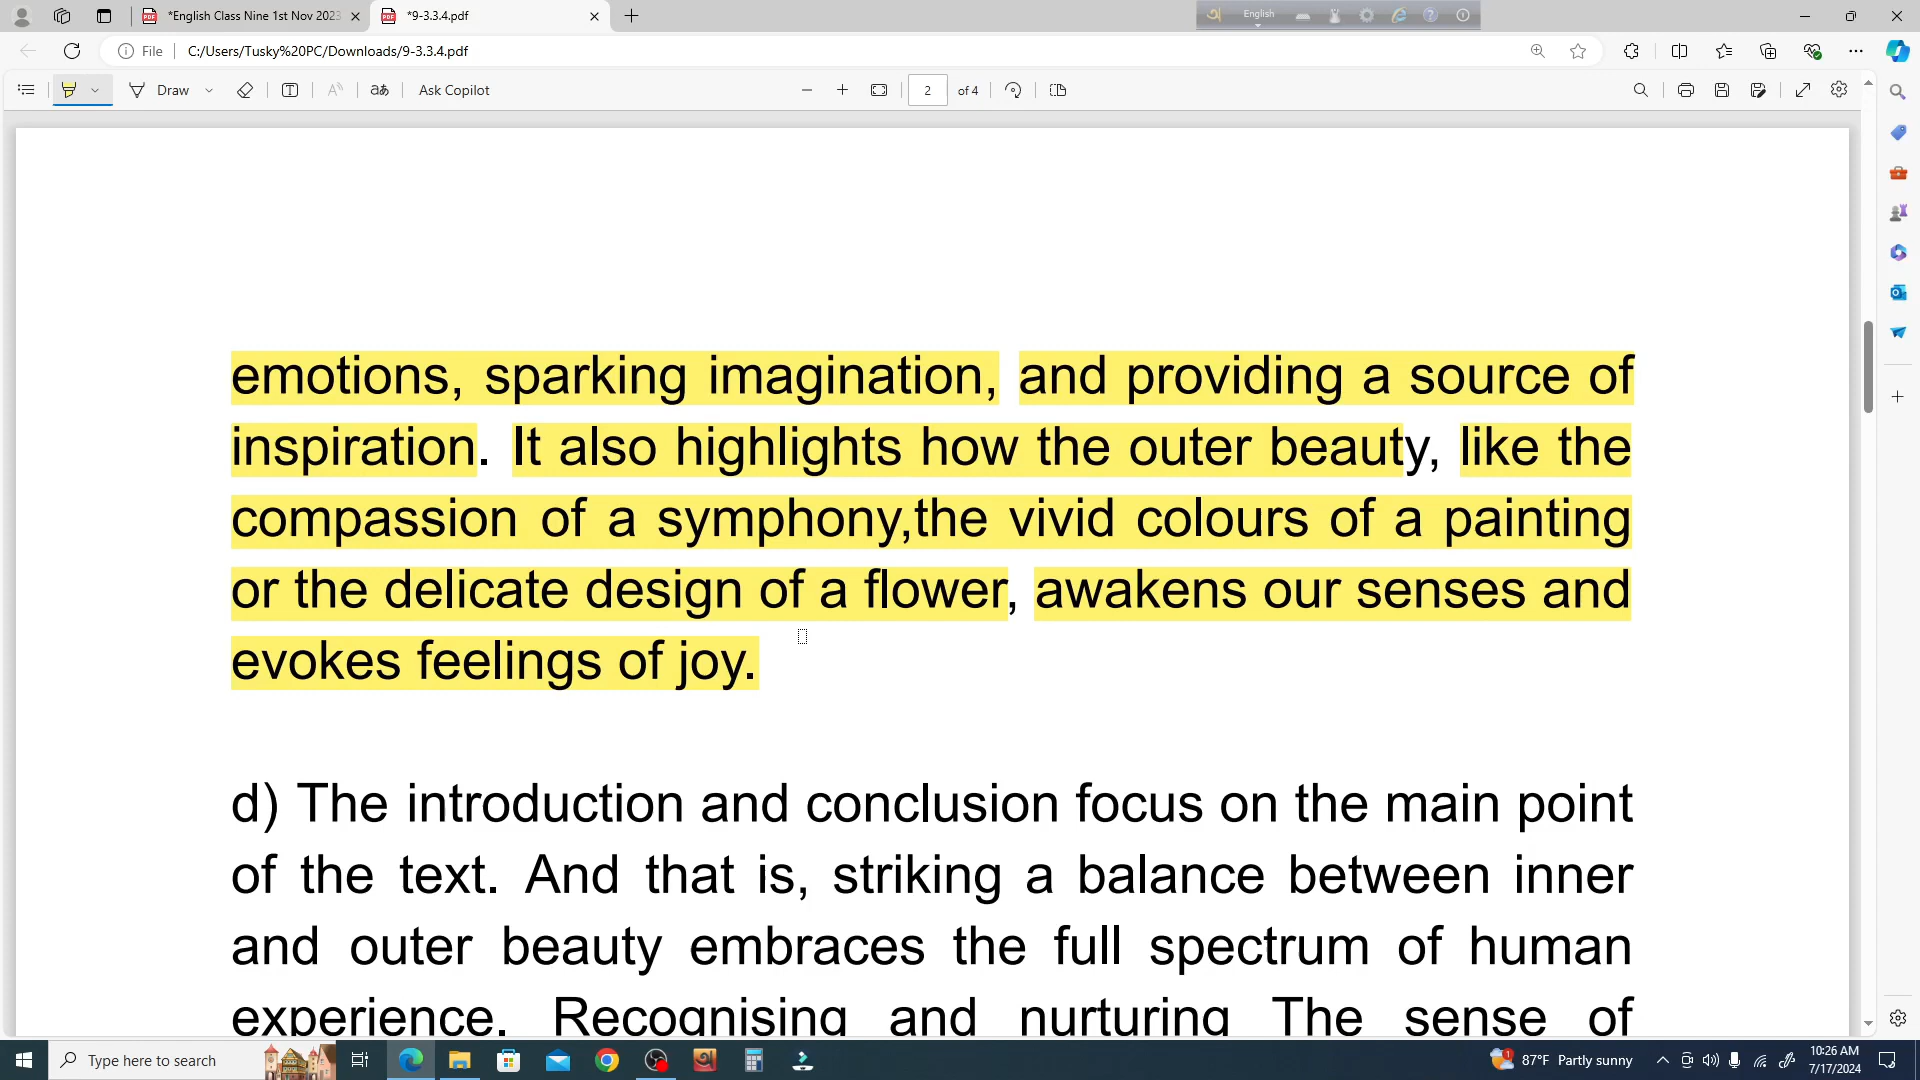 *English Class Nine 1st Nov 2023
*9-3.3.4.pdf
English
File
C:/Users/Tusky%20PC/Downloads/9-3.3.4.pdf
Draw
Ask Copilot
2
of 4
emotions, sparking imagination, and providing a source of
inspiration. It also highlights how the outer beauty, like the
compassion of a symphony,the vivid colours of a painting
or the delicate design of a flower, awakens our senses and
evokes feelings of joy.
d) The introduction and conclusion focus on the main point
of the text. And that is, striking a balance between inner
and outer beauty embraces the full spectrum of human
experience. Recognising and nurturing The sense of
Type here to search
87°F Partly sunny
10:26 AM
7/17/2024